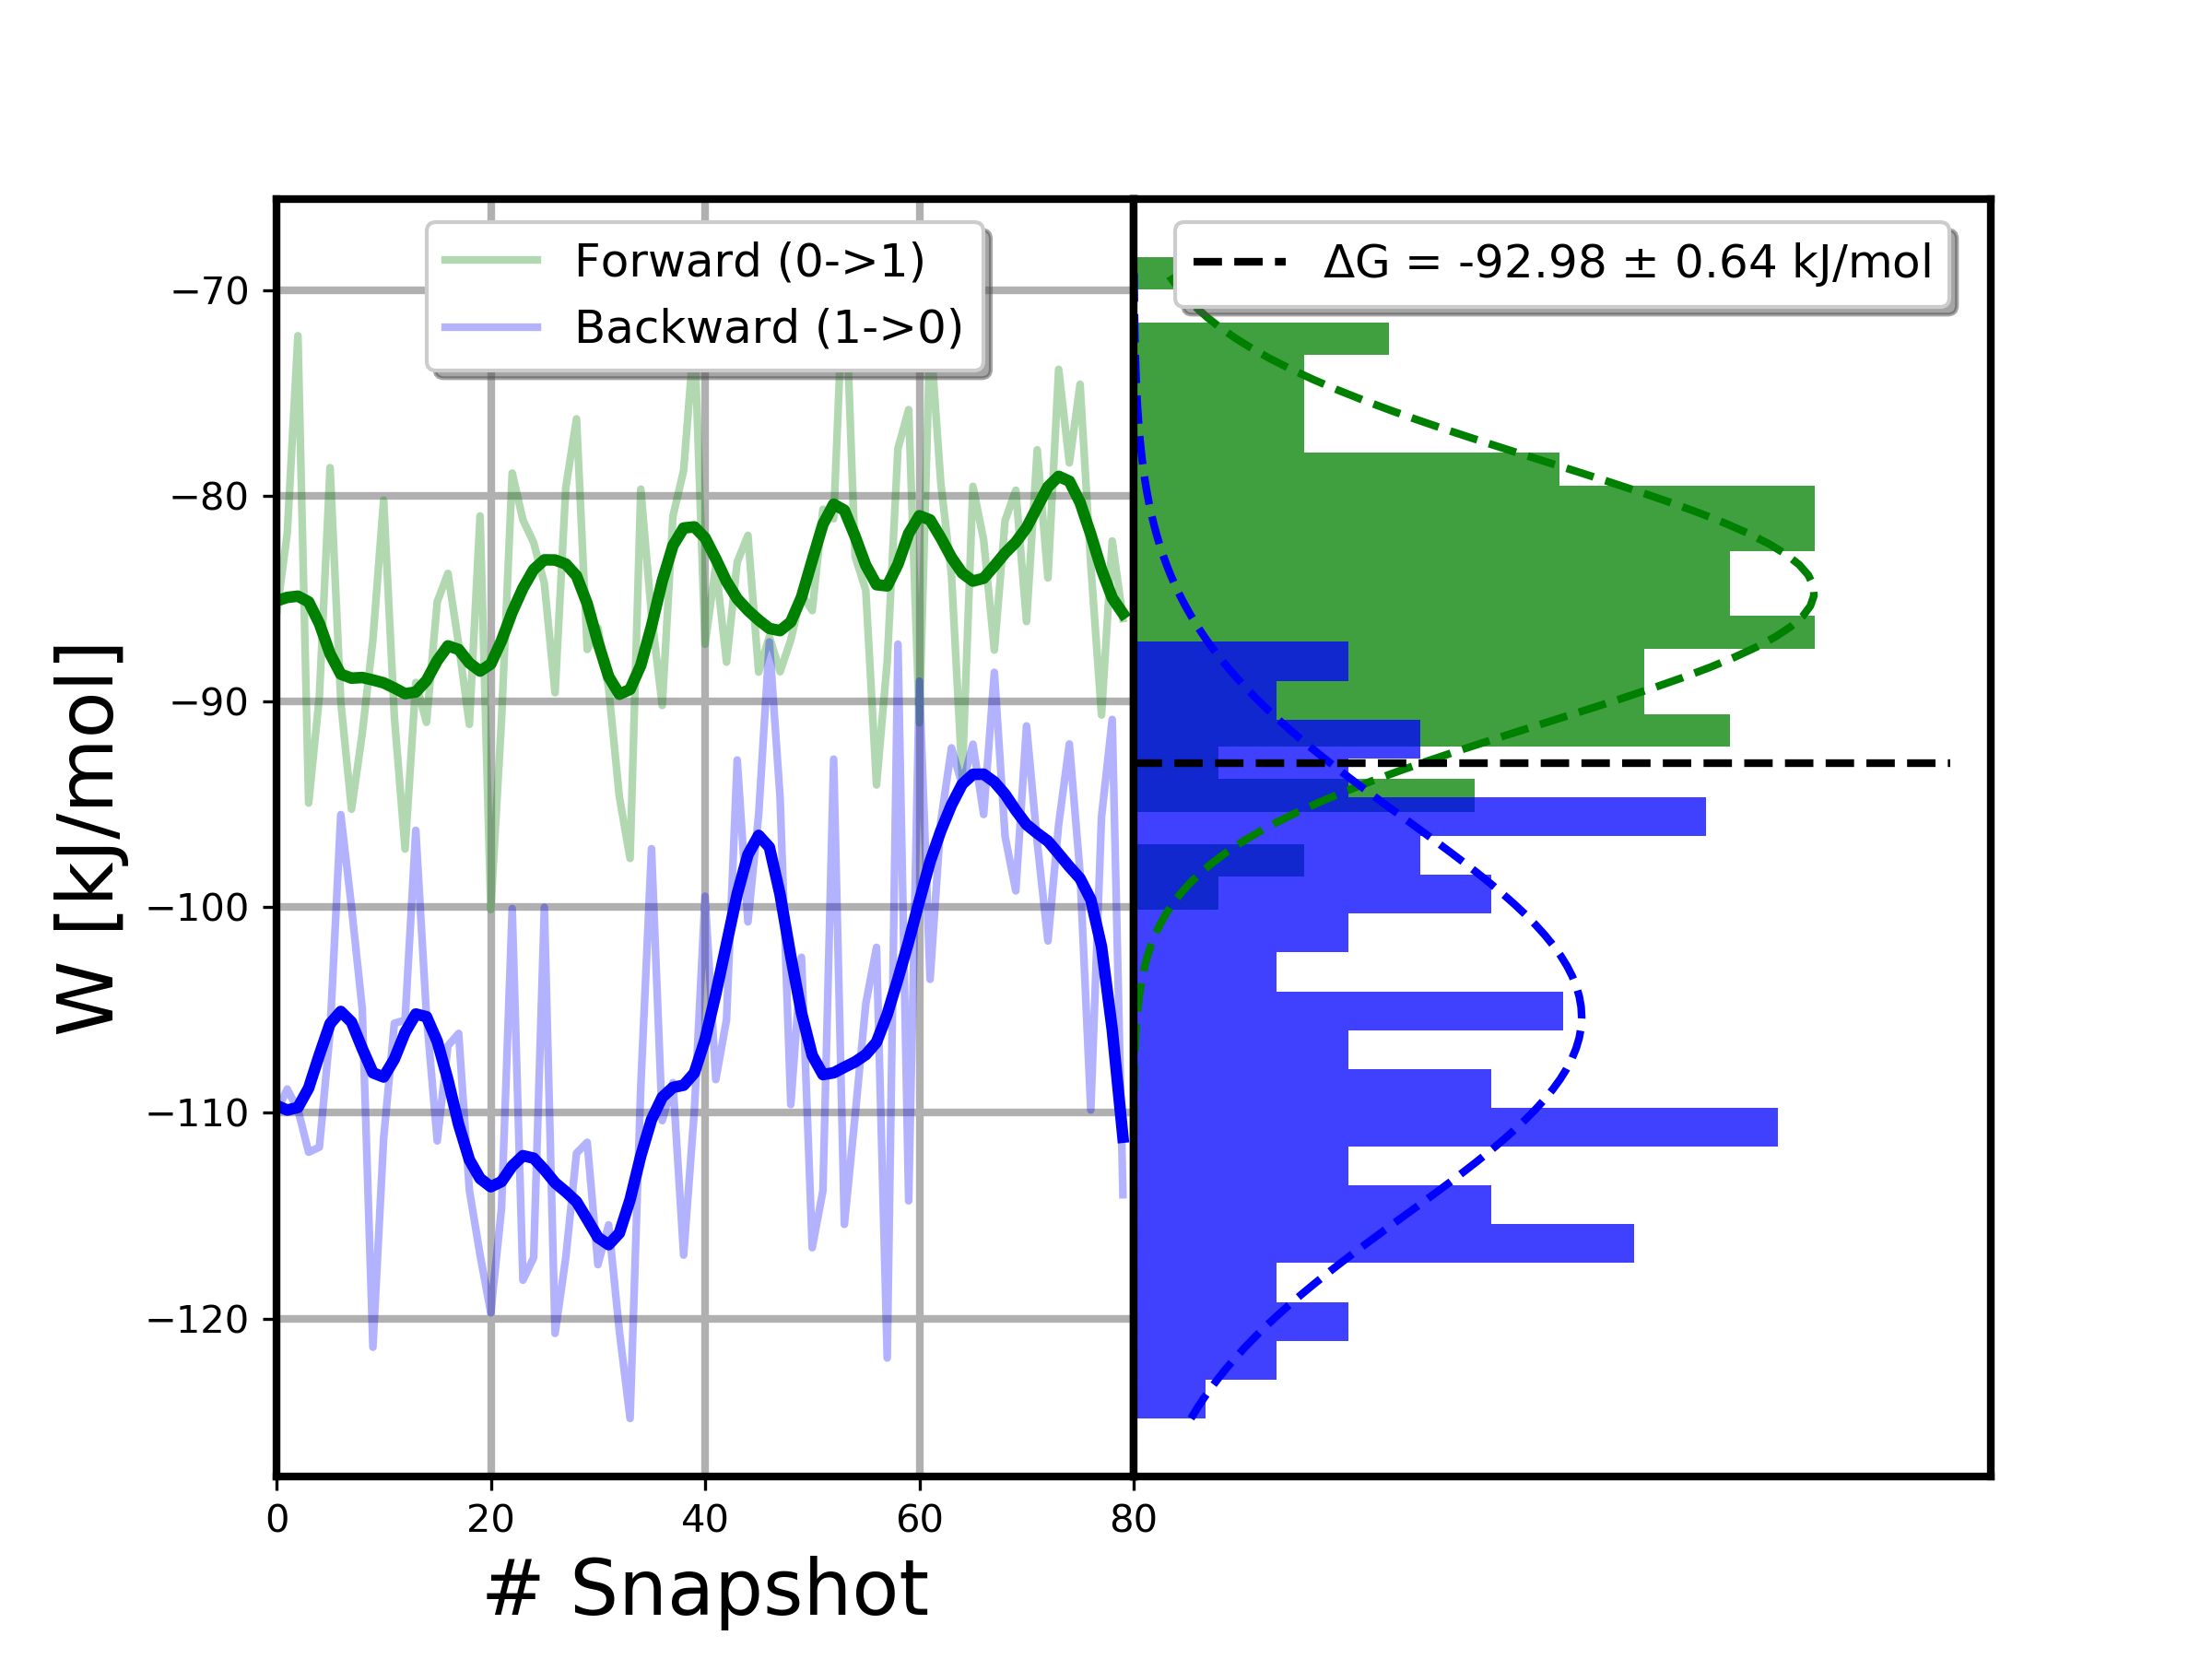 Forward (0->1)
Backward (1->0)
ΔG = -92.98 ± 0.64 kJ/mol
W [kJ/mol]
−70
−80
−90
−100
−110
−120
0 20 40 60 80
# Snapshot